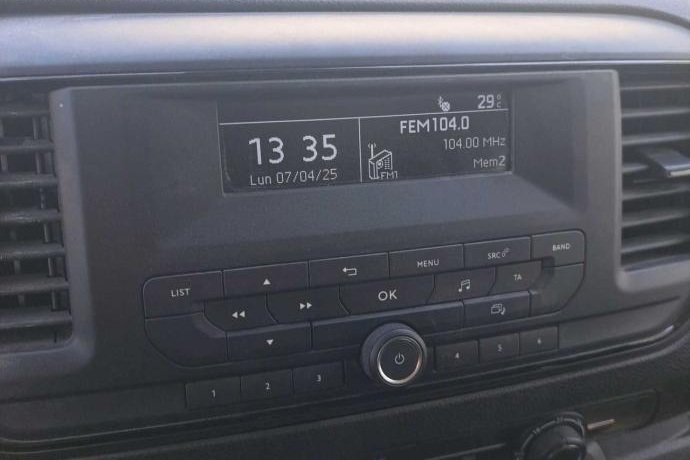 29°C
FEM104.0
13 35
104.00 MHz
Lun 07/04/25
FM1
Mem2
LIST
MENU
SRC
BAND
OK
TA
1
2
3
4
5
6